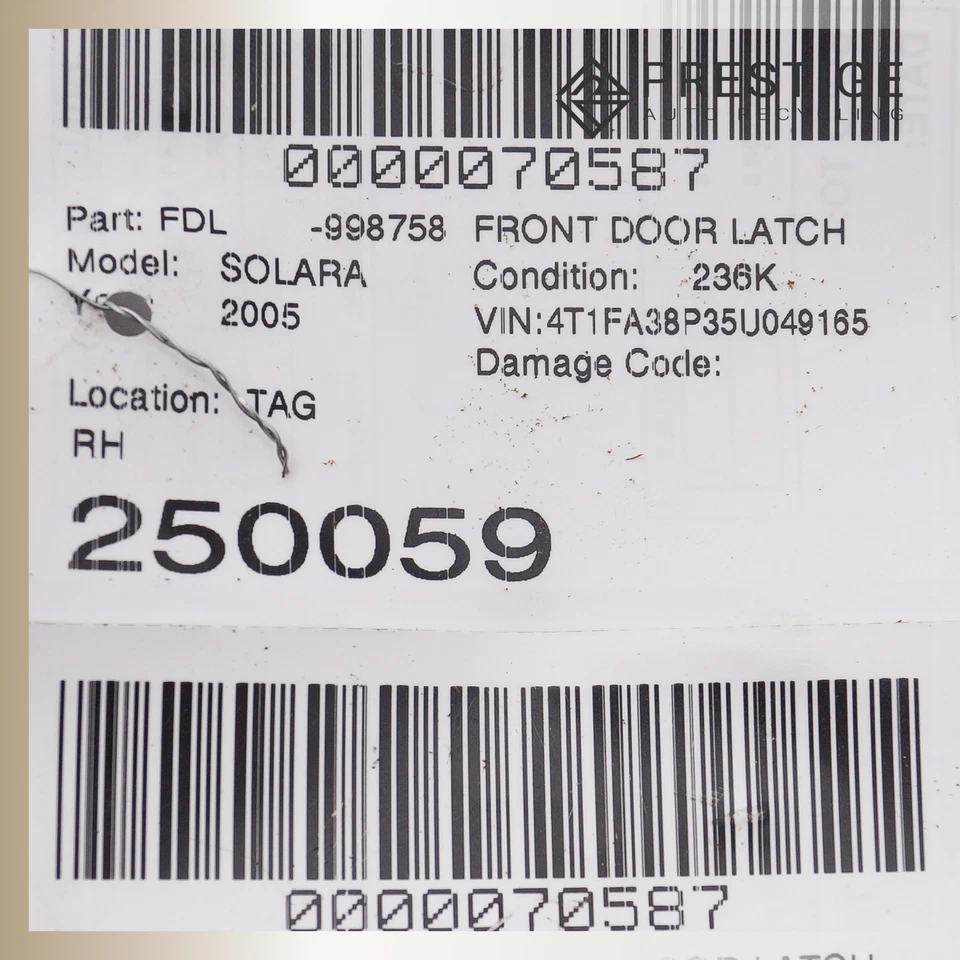 PRESTIGE
AUTO RECYCLING
0000070587
Part: FDL -998758 FRONT DOOR LATCH
Model: SOLARA Condition: 236K
2005 VIN:4T1FA38P35U049165
Damage Code:
Location: TAG
RH
250059
0000070587
LATCH